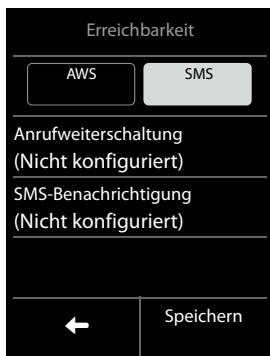 Erreichbarkeit
AWS SMS
Anrufweiterschaltung
(Nicht konfiguriert)
SMS-Benachrichtigung
(Nicht konfiguriert)
Speichern